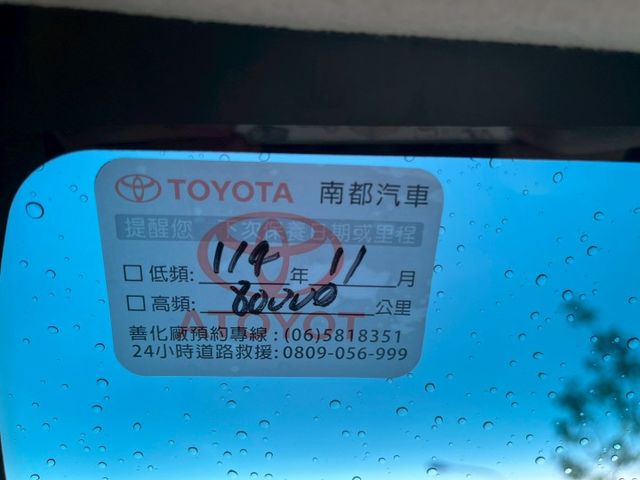 TOYOTA 南都汽車
提醒您 下次保養日期或里程
□低頻: 114 年 11 月
□高頻: 80000 公里
善化廠預約專線:(06)5818351
24小時道路救援:0809-056-999
TOYOTA